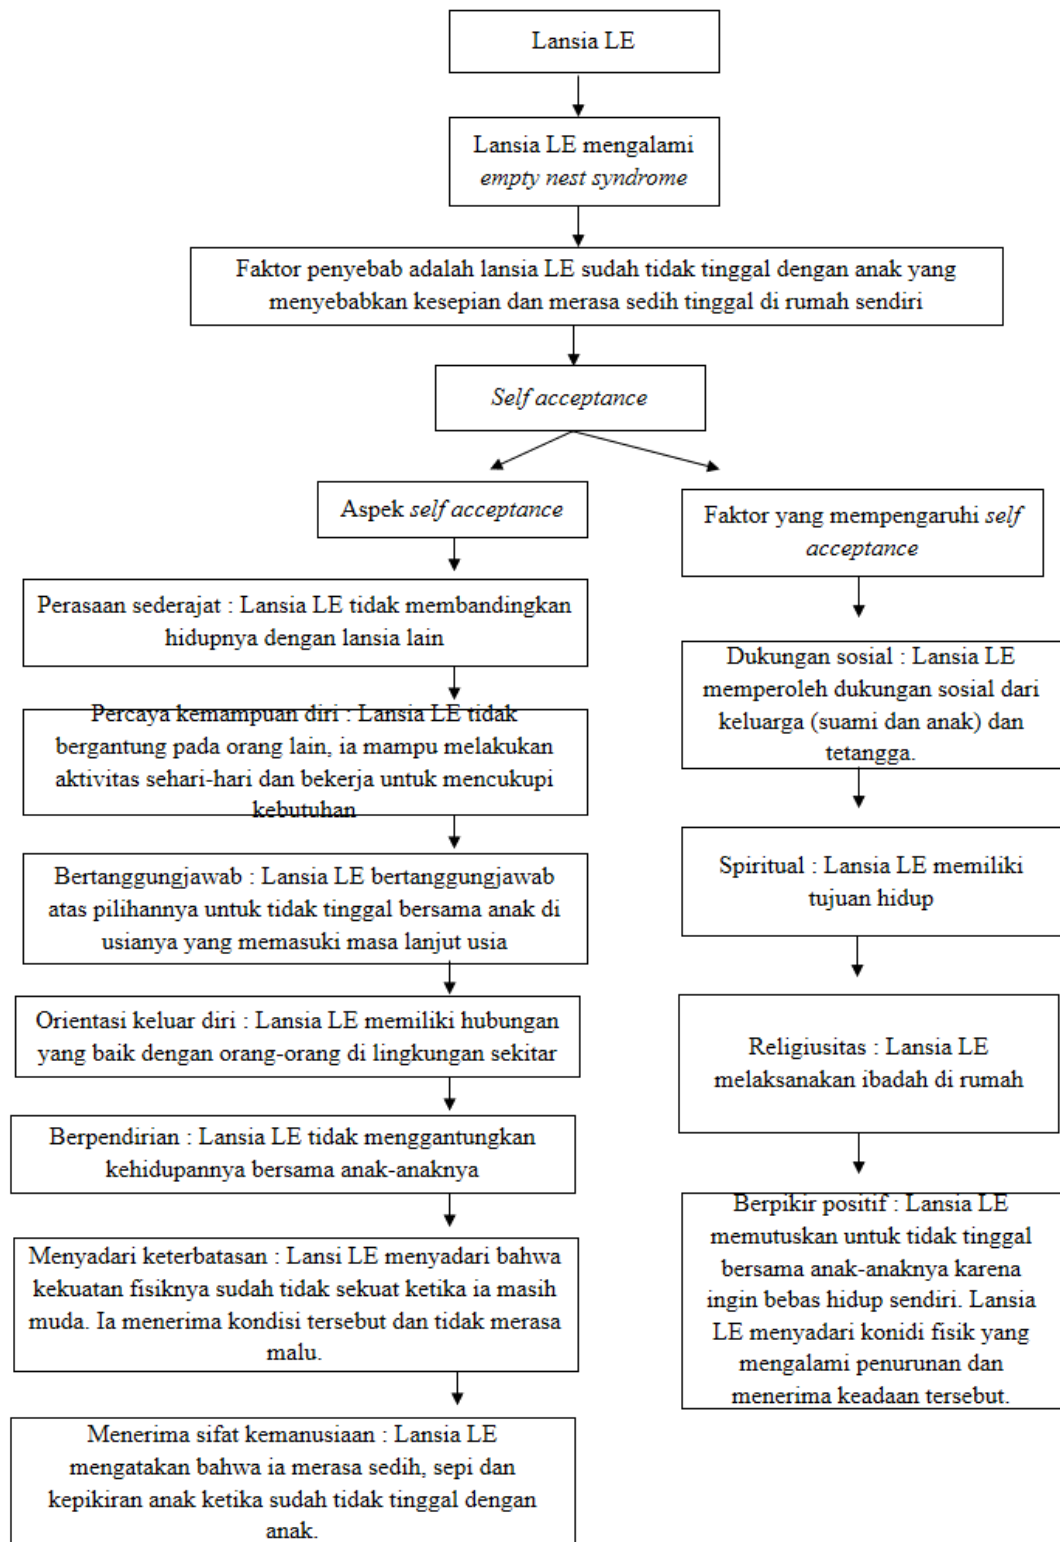 Lansia LE
Lansia LE mengalami
empty nest syndrome
Faktor penyebab adalah lansia LE sudah tidak tinggal dengan anak yang
menyebabkan kesepian dan merasa sedih tinggal di rumah sendiri
Self acceptance
Aspek self acceptance
Perasaan sederajat : Lansia LE tidak membandingkan
hidupnya dengan lansia lain
Percaya kemampuan diri : Lansia LE tidak
bergantung pada orang lain, ia mampu melakukan
aktivitas sehari-hari dan bekerja untuk mencukupi
kebutuhan
Bertanggungjawab : Lansia LE bertanggungjawab
atas pilihannya untuk tidak tinggal bersama anak di
usianya yang memasuki masa lanjut usia
Orientasi keluar diri : Lansia LE memiliki hubungan
yang baik dengan orang-orang di lingkungan sekitar
Berpendirian : Lansia LE tidak menggantungkan
kehidupannya bersama anak-anaknya
Menyadari keterbatasan : Lansi LE menyadari bahwa
kekuatan fisiknya sudah tidak sekuat ketika ia masih
muda. Ia menerima kondisi tersebut dan tidak merasa
malu.
Menerima sifat kemanusiaan : Lansia LE
mengatakan bahwa ia merasa sedih, sepi dan
kepikiran anak ketika sudah tidak tinggal dengan
anak.
Faktor yang mempengaruhi self
acceptance
Dukungan sosial : Lansia LE
memperoleh dukungan sosial dari
keluarga (suami dan anak) dan
tetangga.
Spiritual : Lansia LE memiliki
tujuan hidup
Religiusitas : Lansia LE
melaksanakan ibadah di rumah
Berpikir positif : Lansia LE
memutuskan untuk tidak tinggal
bersama anak-anaknya karena
ingin bebas hidup sendiri. Lansia
LE menyadari konidi fisik yang
mengalami penurunan dan
menerima keadaan tersebut.